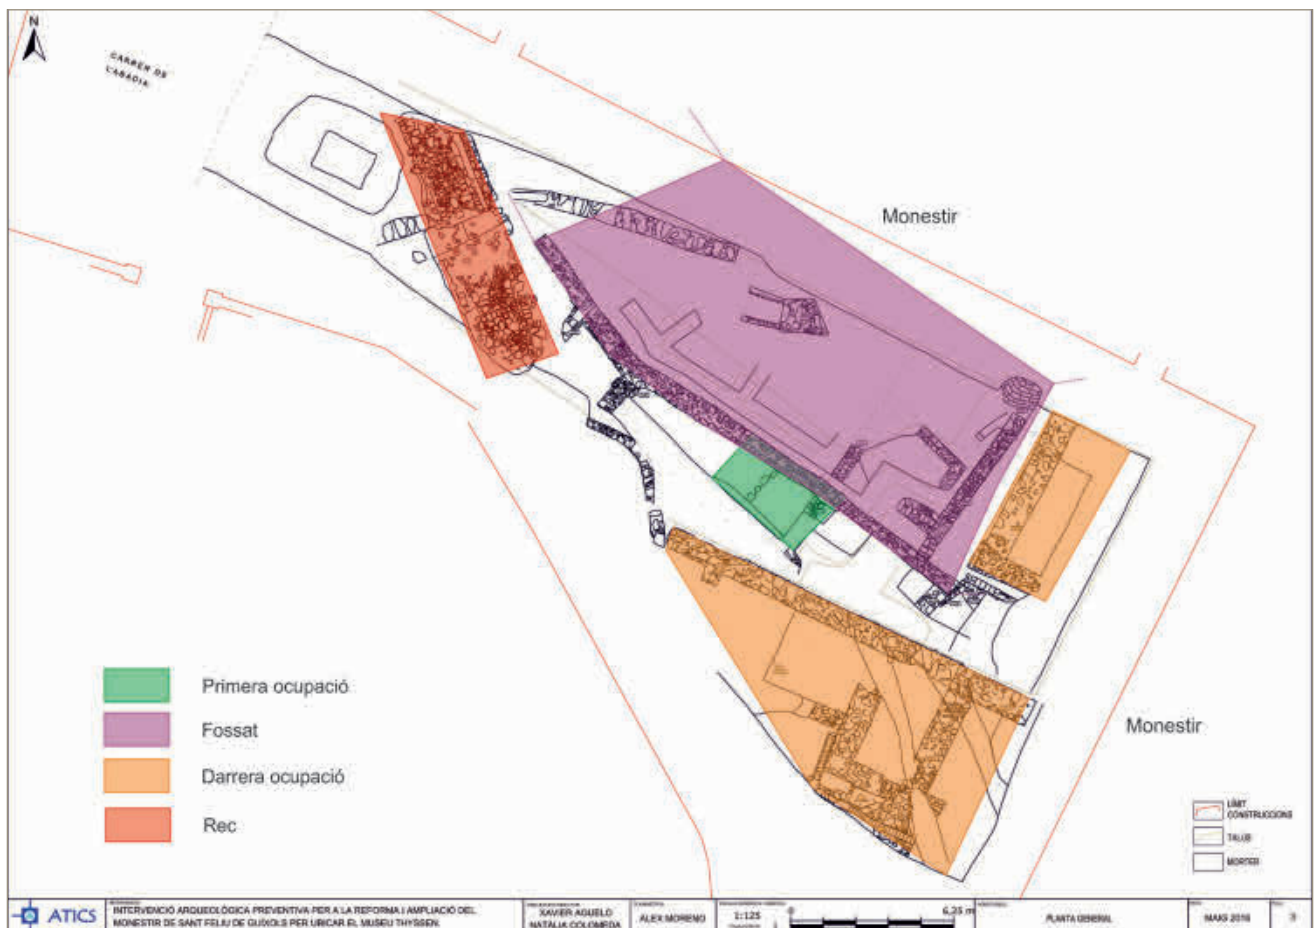 N
CARRER DE
L'ABADIA
Monestir
Monestir
Primera ocupació
Fossat
Darrera ocupació
Rec
LÍMIT
CONSTRUCCIONS
TALUS
MORTER
ATICS
INTERVENCIÓ ARQUEOLÒGICA PREVENTIVA PER A LA REFORMA I AMPLIACIÓ DEL
MONESTIR DE SANT FELIU DE GUÍXOLS PER UBICAR EL MUSEU THYSSEN.
XAVIER AGUELO
NATÀLIA COLOMEDA
ALEX MORENO
1:125
0
6,25 m
PLANTA GENERAL
MAIG 2016
3